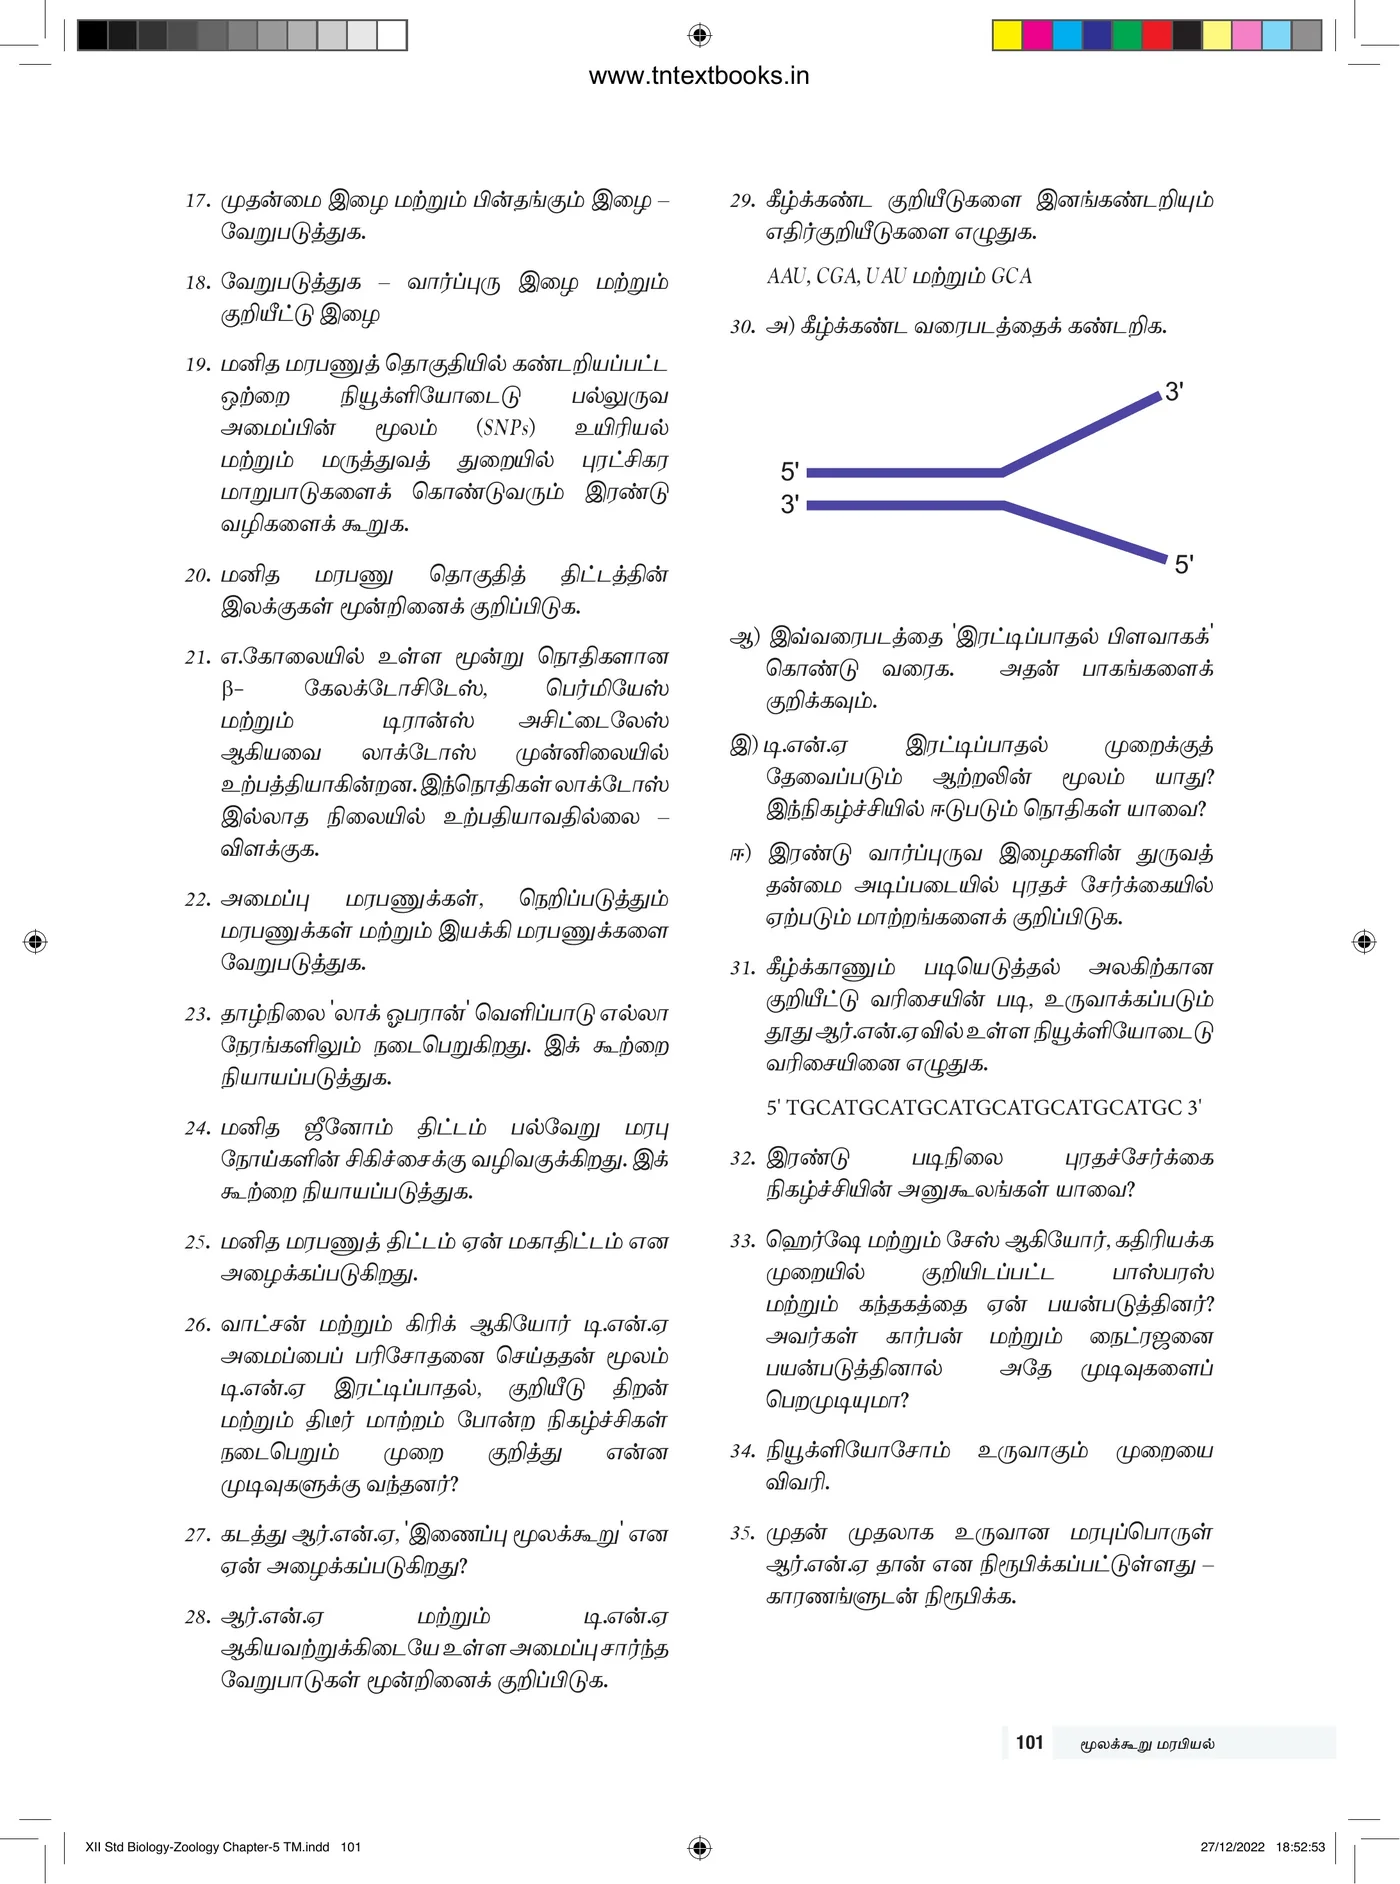 www.tntextbooks.in
17. முதன்மை இழை மற்றும் பின்தங்கும் இழை –
வேறுபடுத்துக.
18. வேறுபடுத்துக – வார்ப்புரு இழை மற்றும்
குறியீட்டு இழை
19. மனித மரபணுத் தொகுதியில் கண்டறியப்பட்ட
ஒற்றை நியூக்ளியோடைடு பல்லுருவ
அமைப்பின் மூலம் (SNPs) உயிரியல்
மற்றும் மருத்துவத் துறையில் புரட்சிகர
மாறுபாடுகளைக் கொண்டுவரும் இரண்டு
வழிகளைக் கூறுக.
20. மனித மரபணு தொகுதித் திட்டத்தின்
இலக்குகள் மூன்றினைக் குறிப்பிடுக.
21. எ.கோலையில் உள்ள மூன்று நொதிகளான
β- கேலக்டோசிடேஸ், பெர்மியேஸ்
மற்றும் டிரான்ஸ் அசிட்டைலேஸ்
ஆகியவை லாக்டோஸ் முன்னிலையில்
உற்பத்தியாகின்றன. இந்நொதிகள் லாக்டோஸ்
இல்லாத நிலையில் உற்பதியாவதில்லை –
விளக்குக.
22. அமைப்பு மரபணுக்கள், நெறிப்படுத்தும்
மரபணுக்கள் மற்றும் இயக்கி மரபணுக்களை
வேறுபடுத்துக.
23. தாழ்நிலை 'லாக் ஓபரான்' வெளிப்பாடு எல்லா
நேரங்களிலும் நடைபெறுகிறது. இக் கூற்றை
நியாயப்படுத்துக.
24. மனித ஜீனோம் திட்டம் பல்வேறு மரபு
நோய்களின் சிகிச்சைக்கு வழிவகுக்கிறது. இக்
கூற்றை நியாயப்படுத்துக.
25. மனித மரபணுத் திட்டம் ஏன் மகாதிட்டம் என
அழைக்கப்படுகிறது.
26. வாட்சன் மற்றும் கிரிக் ஆகியோர் டி.என்.ஏ
அமைப்பைப் பரிசோதனை செய்ததன் மூலம்
டி.என்.ஏ இரட்டிப்பாதல், குறியீடு திறன்
மற்றும் திடீர் மாற்றம் போன்ற நிகழ்ச்சிகள்
நடைபெறும் முறை குறித்து என்ன
முடிவுகளுக்கு வந்தனர்?
27. கடத்து ஆர்.என்.ஏ, 'இணைப்பு மூலக்கூறு' என
ஏன் அழைக்கப்படுகிறது?
28. ஆர்.என்.ஏ மற்றும் டி.என்.ஏ
ஆகியவற்றுக்கிடையே உள்ள அமைப்பு சார்ந்த
வேறுபாடுகள் மூன்றினைக் குறிப்பிடுக.
29. கீழ்க்கண்ட குறியீடுகளை இனங்கண்டறியும்
எதிர்குறியீடுகளை எழுதுக.
AAU, CGA, UAU மற்றும் GCA
30. அ) கீழ்க்கண்ட வரைபடத்தைக் கண்டறிக.
3'
5'
3'
5'
ஆ) இவ்வரைபடத்தை 'இரட்டிப்பாதல் பிளவாகக்'
கொண்டு வரைக. அதன் பாகங்களைக்
குறிக்கவும்.
இ) டி.என்.ஏ இரட்டிப்பாதல் முறைக்குத்
தேவைப்படும் ஆற்றலின் மூலம் யாது?
இந்நிகழ்ச்சியில் ஈடுபடும் நொதிகள் யாவை?
ஈ) இரண்டு வார்ப்புருவ இழைகளின் துருவத்
தன்மை அடிப்படையில் புரதச் சேர்க்கையில்
ஏற்படும் மாற்றங்களைக் குறிப்பிடுக.
31. கீழ்க்காணும் படியெடுத்தல் அலகிற்கான
குறியீட்டு வரிசையின் படி, உருவாக்கப்படும்
தூது ஆர்.என்.ஏ வில் உள்ள நியூக்ளியோடைடு
வரிசையினை எழுதுக.
5' TGCATGCATGCATGCATGCATGCATGC 3'
32. இரண்டு படிநிலை புரதச்சேர்க்கை
நிகழ்ச்சியின் அனுகூலங்கள் யாவை?
33. ஹெர்ஷே மற்றும் சேஸ் ஆகியோர், கதிரியக்க
முறையில் குறியிடப்பட்ட பாஸ்பரஸ்
மற்றும் கந்தகத்தை ஏன் பயன்படுத்தினர்?
அவர்கள் கார்பன் மற்றும் நைட்ரஜனை
பயன்படுத்தினால் அதே முடிவுகளைப்
பெறமுடியுமா?
34. நியூக்ளியோசோம் உருவாகும் முறையை
விவரி.
35. முதன் முதலாக உருவான மரபுப்பொருள்
ஆர்.என்.ஏ தான் என நிரூபிக்கப்பட்டுள்ளது –
காரணங்ளுடன் நிரூபிக்க.
101 மூலக்கூறு மரபியல்
XII Std Biology-Zoology Chapter-5 TM.indd 101
27/12/2022 18:52:53